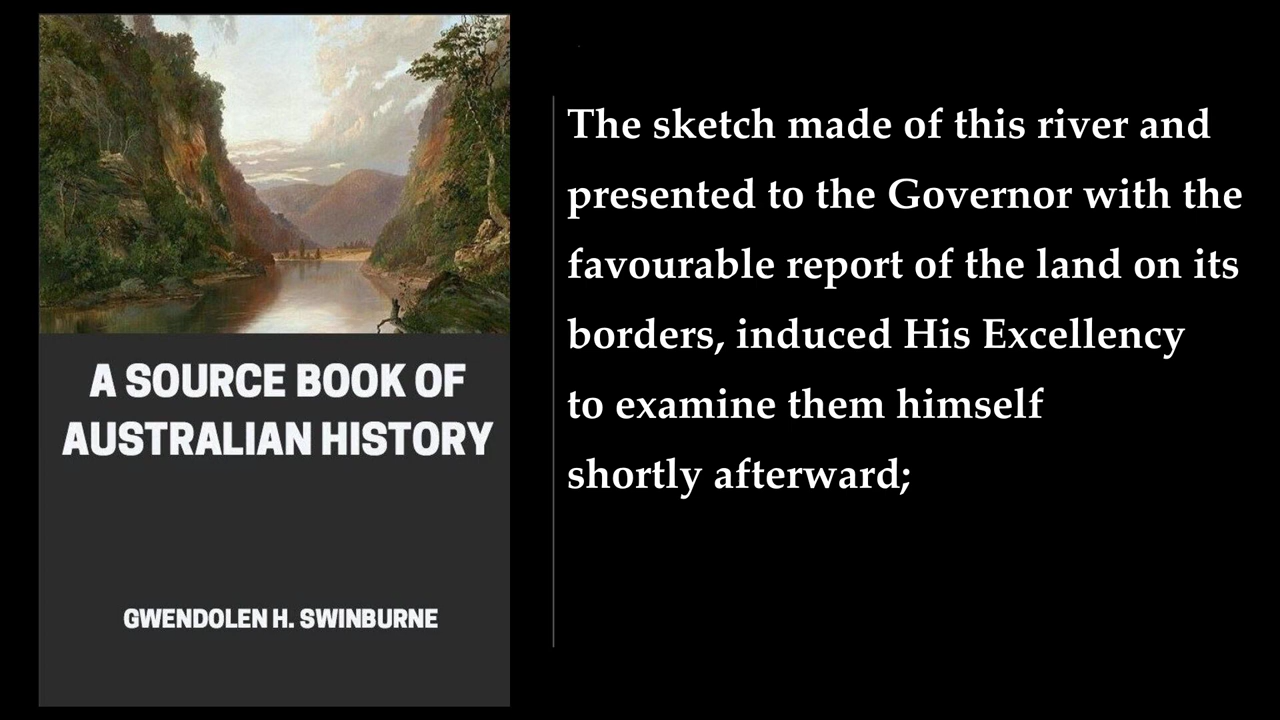 A SOURCE BOOK OF
AUSTRALIAN HISTORY
GWENDOLEN H. SWINBURNE
The sketch made of this river and
presented to the Governor with the
favourable report of the land on its
borders, induced His Excellency
to examine them himself
shortly afterward;